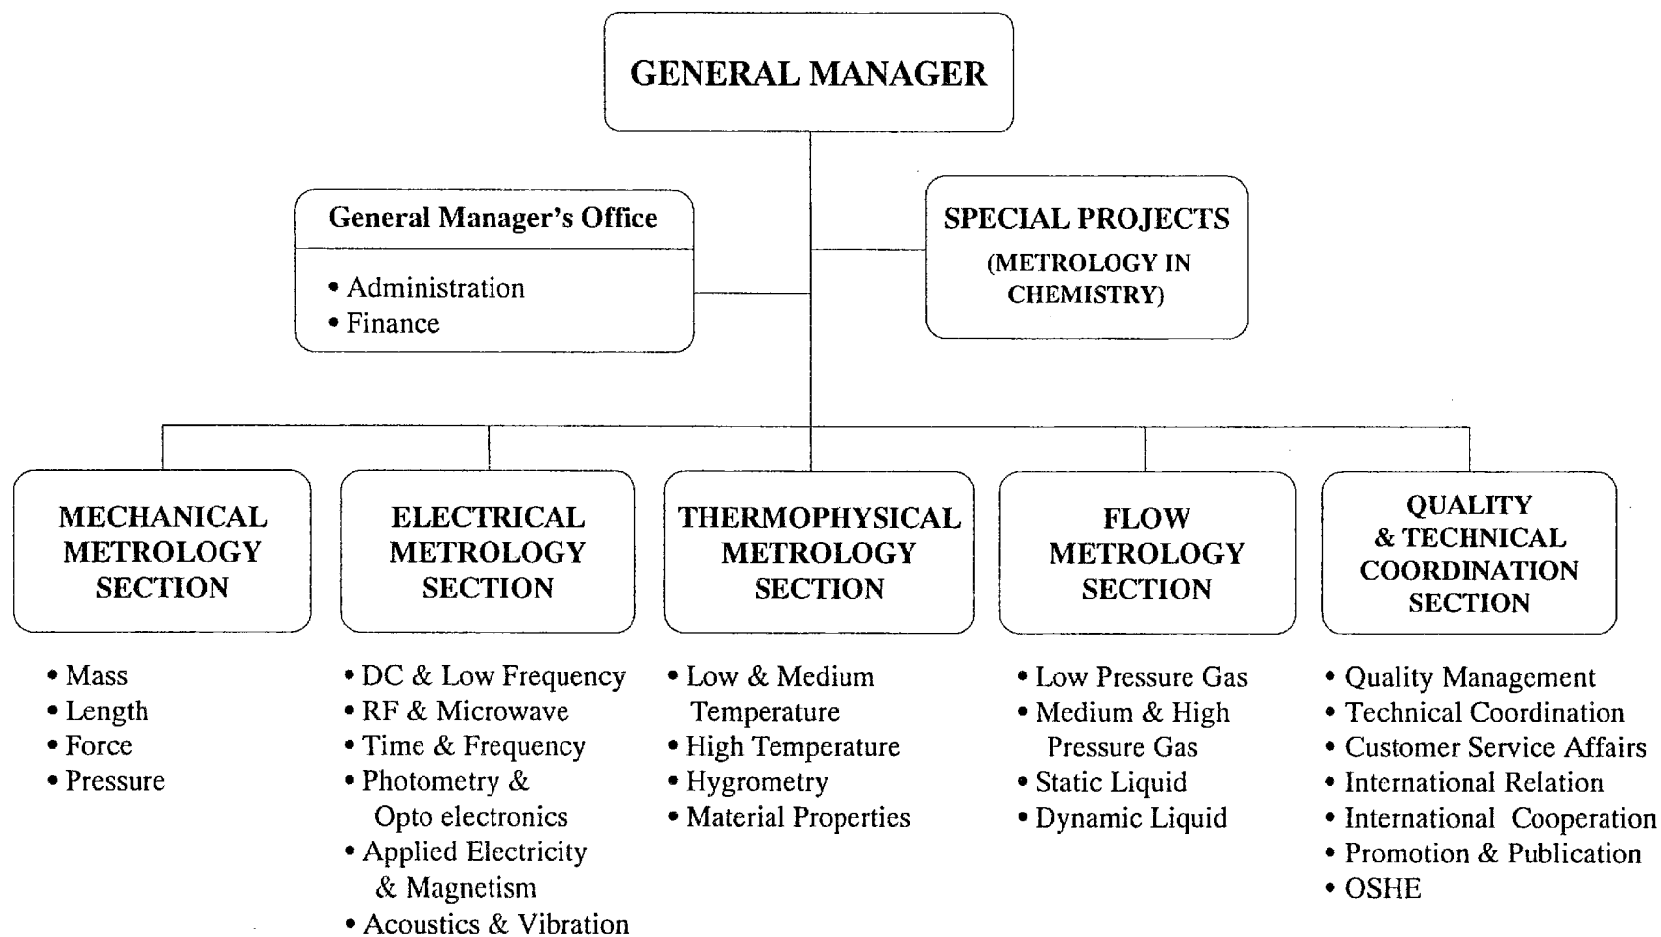 GENERAL MANAGER
General Manager's Office
• Administration
• Finance
SPECIAL PROJECTS
(METROLOGY IN
CHEMISTRY)
MECHANICAL
METROLOGY
SECTION
• Mass
• Length
• Force
• Pressure
ELECTRICAL
METROLOGY
SECTION
• DC & Low Frequency
• RF & Microwave
• Time & Frequency
• Photometry &
Opto electronics
• Applied Electricity
& Magnetism
• Acoustics & Vibration
THERMOPHYSICAL
METROLOGY
SECTION
• Low & Medium
Temperature
• High Temperature
• Hygrometry
• Material Properties
FLOW
METROLOGY
SECTION
• Low Pressure Gas
• Medium & High
Pressure Gas
• Static Liquid
• Dynamic Liquid
QUALITY
& TECHNICAL
COORDINATION
SECTION
• Quality Management
• Technical Coordination
• Customer Service Affairs
• International Relation
• International Cooperation
• Promotion & Publication
• OSHE